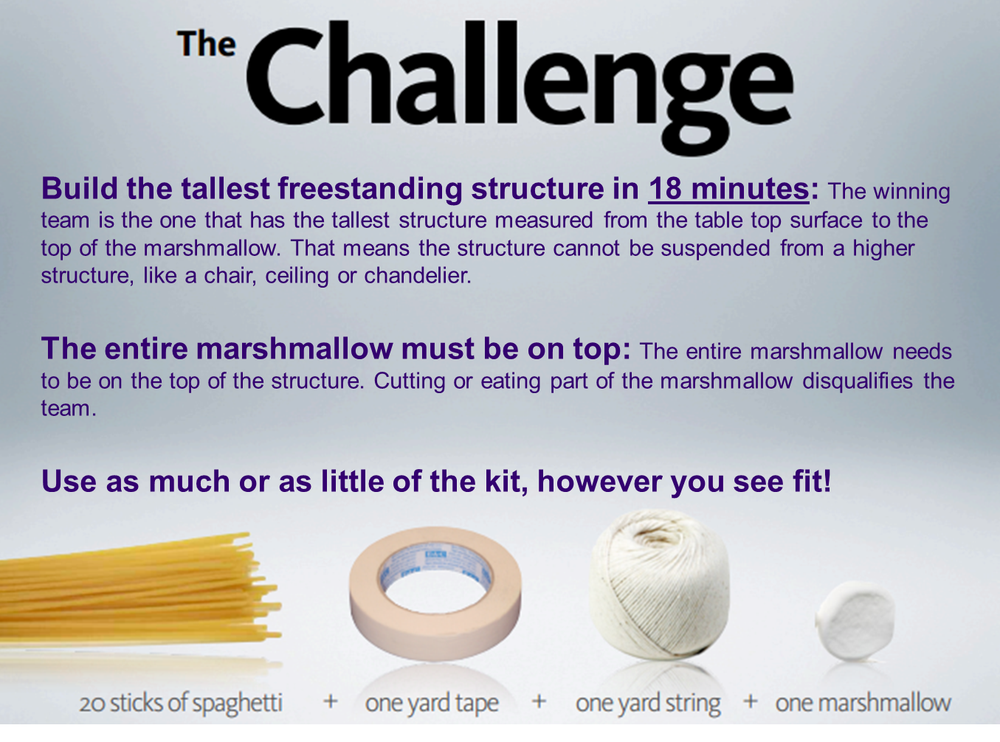 The Challenge
Build the tallest freestanding structure in 18 minutes: The winning
team is the one that has the tallest structure measured from the table top surface to the
top of the marshmallow. That means the structure cannot be suspended from a higher
structure, like a chair, ceiling or chandelier.
The entire marshmallow must be on top: The entire marshmallow needs
to be on the top of the structure. Cutting or eating part of the marshmallow disqualifies the
team.
Use as much or as little of the kit, however you see fit!
20 sticks of spaghetti + one yard tape + one yard string + one marshmallow